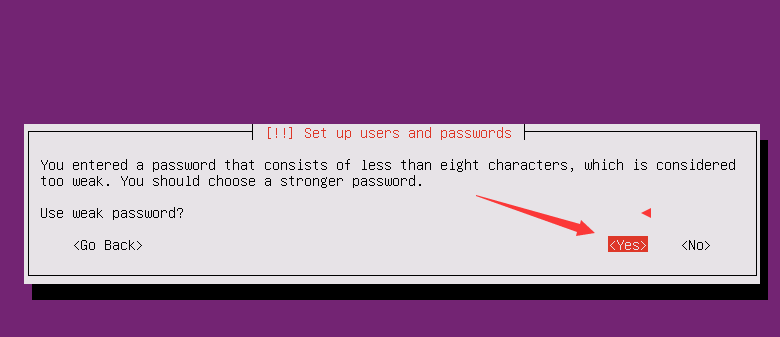 [!!] Set up users and passwords
You entered a password that consists of less than eight characters, which is considered
too weak. You should choose a stronger password.
Use weak password?
<Go Back> <Yes> <No>